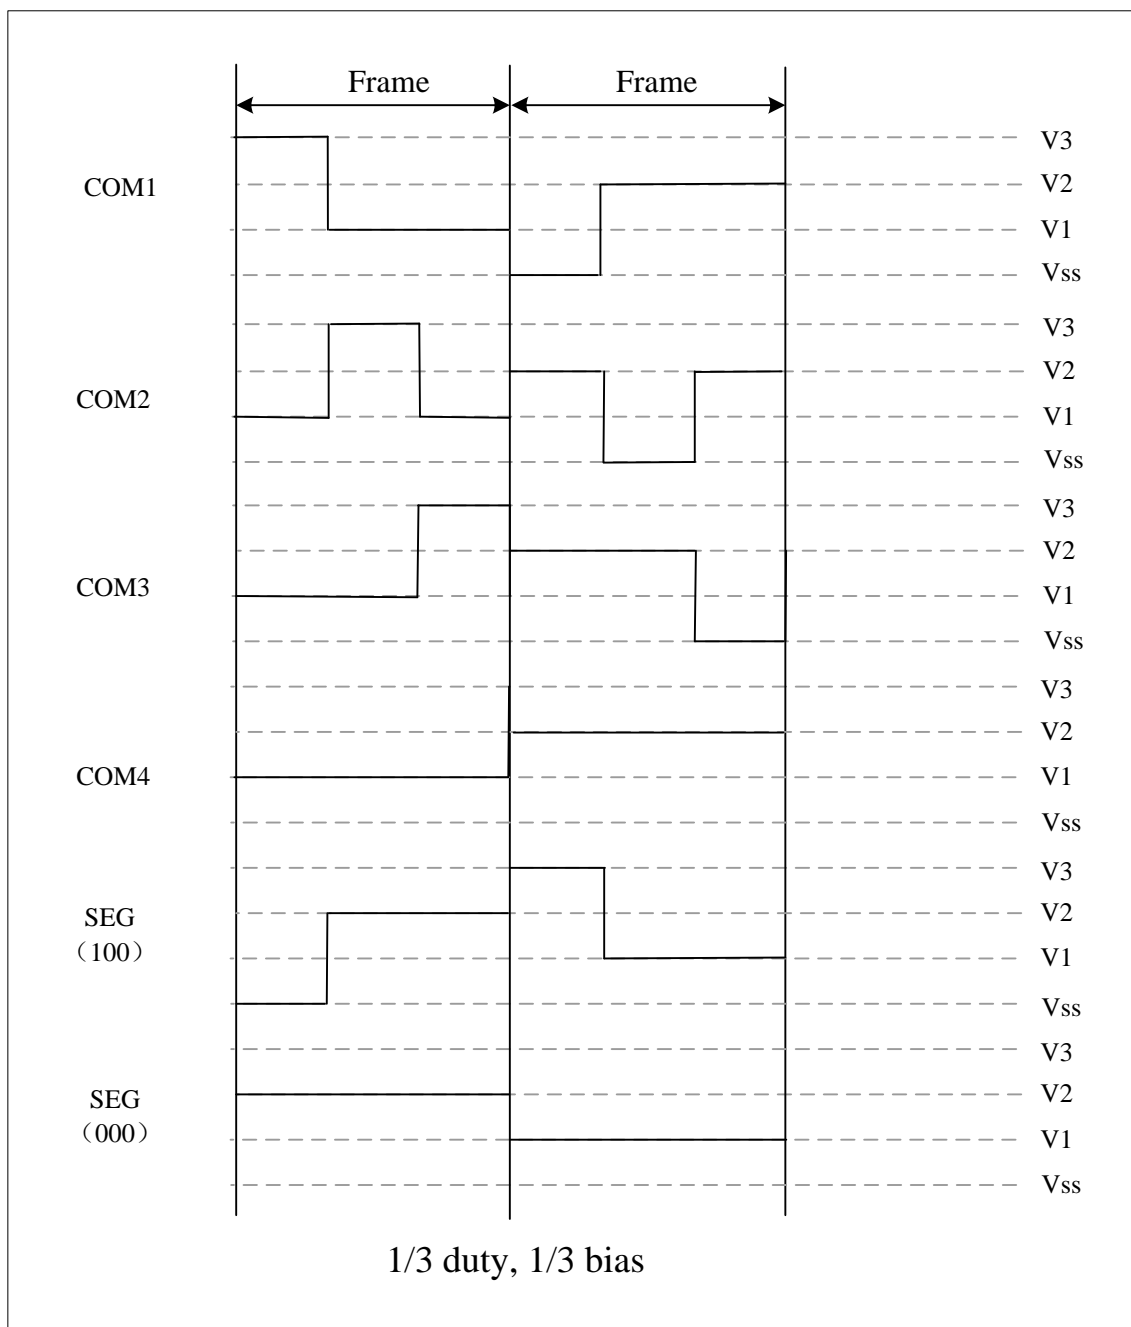 Frame Frame
V3
COM1 V2
V1
Vss
V3
V2
COM2
V1
Vss
V3
V2
COM3 V1
Vss
V3
V2
COM4 V1
Vss
V3
SEG V2
（100） V1
Vss
V3
SEG V2
（000） V1
Vss
1/3 duty, 1/3 bias